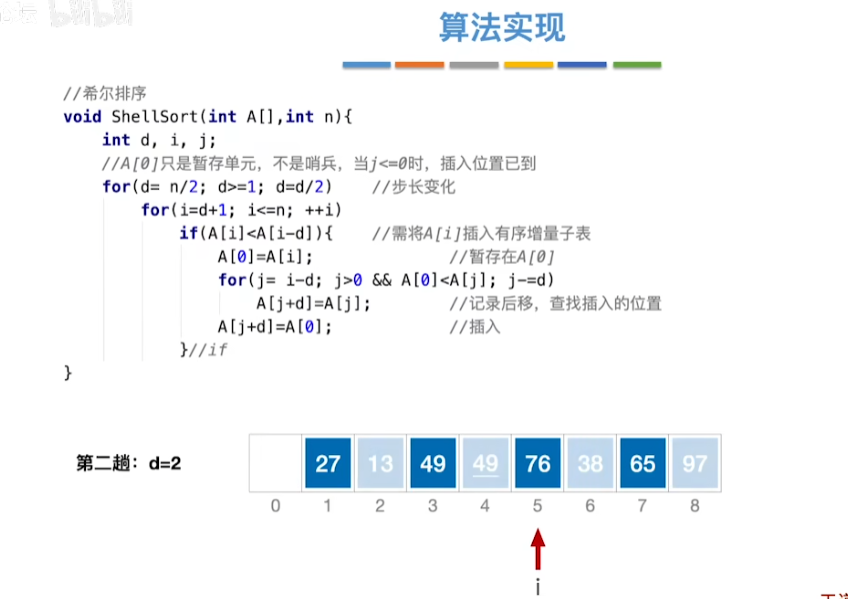 bilibili
算法实现
//希尔排序
void ShellSort(int A[],int n){
int d, i, j;
//A[0]只是暂存单元，不是哨兵，当j<=0时，插入位置已到
for(d= n/2; d>=1; d=d/2) //步长变化
for(i=d+1; i<=n; ++i)
if(A[i]<A[i-d]){ //需将A[i]插入有序增量子表
A[0]=A[i]; //暂存在A[0]
for(j= i-d; j>0 && A[0]<A[j]; j-=d)
A[j+d]=A[j]; //记录后移，查找插入的位置
A[j+d]=A[0]; //插入
}//if
}
第二趟：d=2
27 13 49 49 76 38 65 97
0 1 2 3 4 5 6 7 8
i